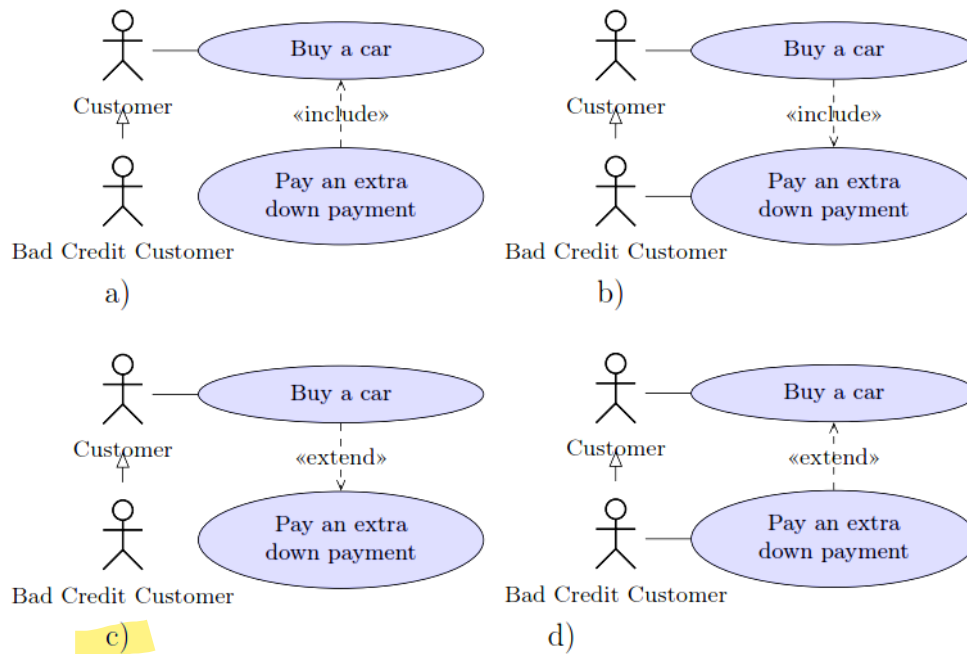 Buy a car
Customer
«include»
Pay an extra
down payment
Bad Credit Customer
a)
Buy a car
Customer
«include»
Pay an extra
down payment
Bad Credit Customer
b)
Buy a car
Customer
«extend»
Pay an extra
down payment
Bad Credit Customer
c)
Buy a car
Customer
«extend»
Pay an extra
down payment
Bad Credit Customer
d)